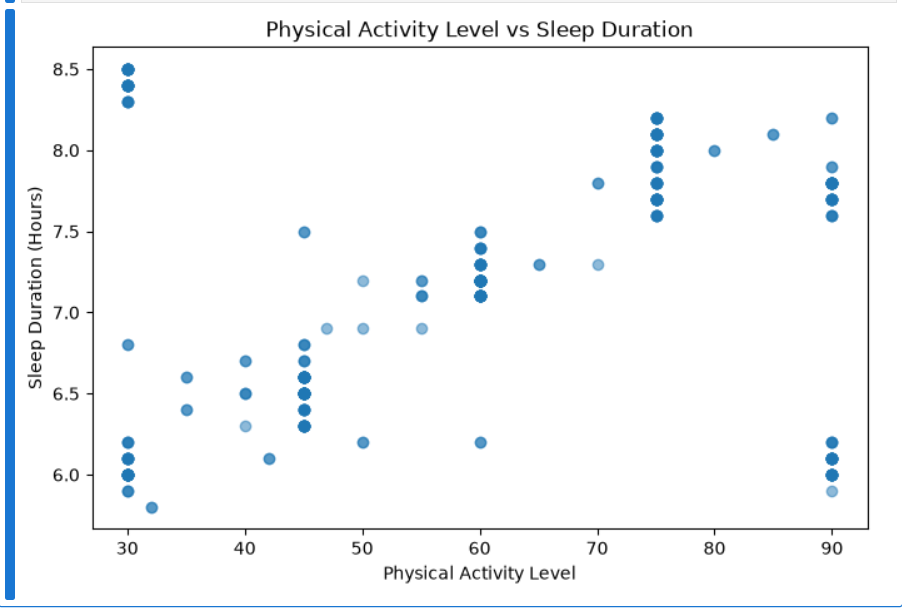 Physical Activity Level vs Sleep Duration
8.5
8.0
7.5
7.0
6.5
6.0
Sleep Duration (Hours)
30 40 50 60 70 80 90
Physical Activity Level